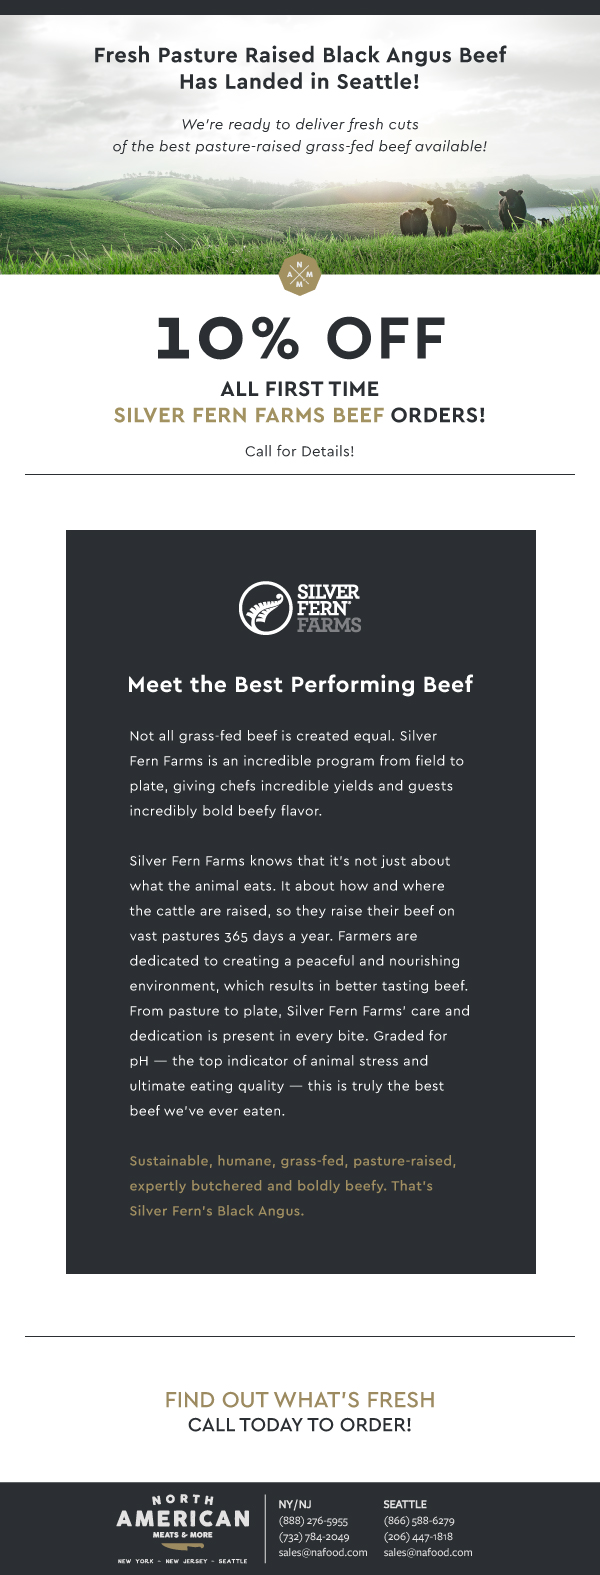 Fresh Pasture Raised Black Angus Beef
Has Landed in Seattle!
We're ready to deliver fresh cuts
of the best pasture-raised grass-fed beef available!
N
A M
M
10% OFF
ALL FIRST TIME
SILVER FERN FARMS BEEF ORDERS!
Call for Details!
SILVER
FERN
FARMS
Meet the Best Performing Beef
Not all grass-fed beef is created equal. Silver
Fern Farms is an incredible program from field to
plate, giving chefs incredible yields and guests
incredibly bold beefy flavor.
Silver Fern Farms knows that it's not just about
what the animal eats. It about how and where
the cattle are raised, so they raise their beef on
vast pastures 365 days a year. Farmers are
dedicated to creating a peaceful and nourishing
environment, which results in better tasting beef.
From pasture to plate, Silver Fern Farms' care and
dedication is present in every bite. Graded for
pH — the top indicator of animal stress and
ultimate eating quality — this is truly the best
beef we've ever eaten.
Sustainable, humane, grass-fed, pasture-raised,
expertly butchered and boldly beefy. That's
Silver Fern's Black Angus.
FIND OUT WHAT'S FRESH
CALL TODAY TO ORDER!
NORTH
AMERICAN
MEATS & MORE
NEW YORK - NEW JERSEY - SEATTLE
NY/NJ
(888) 276-5955
(732) 784-2049
sales@nafood.com
SEATTLE
(866) 588-6279
(206) 447-1818
sales@nafood.com